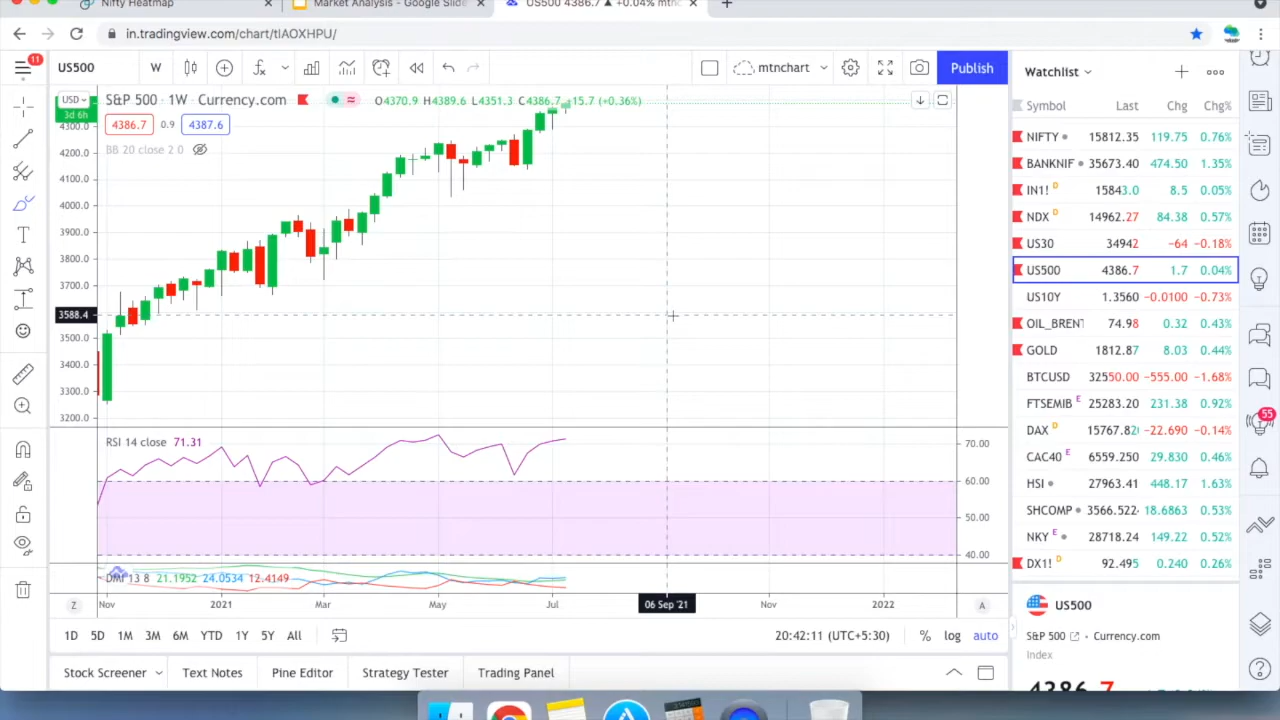 Nifty Heatmap
Market Analysis - Google Slide
US500 4386.7 ▲ +0.04% mtnc
in.tradingview.com/chart/tIAOXHPU/
11
US500
W
mtnchart
Publish
Watchlist
USD
S&P 500 · 1W · Currency.com
O4370.9 H4389.6 L4351.3 C4386.7 +15.7 (+0.36%)
3d 6h
4386.7 0.9 4387.6
BB 20 close 2 0
4300.0
4200.0
4100.0
4000.0
3900.0
3800.0
3700.0
3588.4
3500.0
3400.0
3300.0
3200.0
RSI 14 close 71.31
70.00
60.00
50.00
40.00
DMI 13 8 21.1952 24.0534 12.4149
Z Nov 2021 Mar May Jul 06 Sep '21 Nov 2022 A
1D 5D 1M 3M 6M YTD 1Y 5Y All
20:42:11 (UTC+5:30) % log auto
Stock Screener Text Notes Pine Editor Strategy Tester Trading Panel
Symbol Last Chg Chg%
NIFTY 15812.35 119.75 0.76%
BANKNIF 35673.40 474.50 1.35%
IN1! D 15843.0 8.5 0.05%
NDX D 14962.27 84.38 0.57%
US30 34942 −64 −0.18%
US500 4386.7 1.7 0.04%
US10Y 1.3560 −0.0100 −0.73%
OIL_BRENT 74.98 0.32 0.43%
GOLD 1812.87 8.03 0.44%
BTCUSD 32550.00 −555.00 −1.68%
FTSEMIB E 25283.20 231.38 0.92%
DAX D 15767.82 −22.690 −0.14%
CAC40 E 6559.250 29.830 0.46%
HSI 27963.41 448.17 1.63%
SHCOMP 3566.522 18.6863 0.53%
NKY E 28718.24 149.22 0.52%
DX1! D 92.495 0.240 0.26%
55
US500
S&P 500 · Currency.com
Index
4386.7